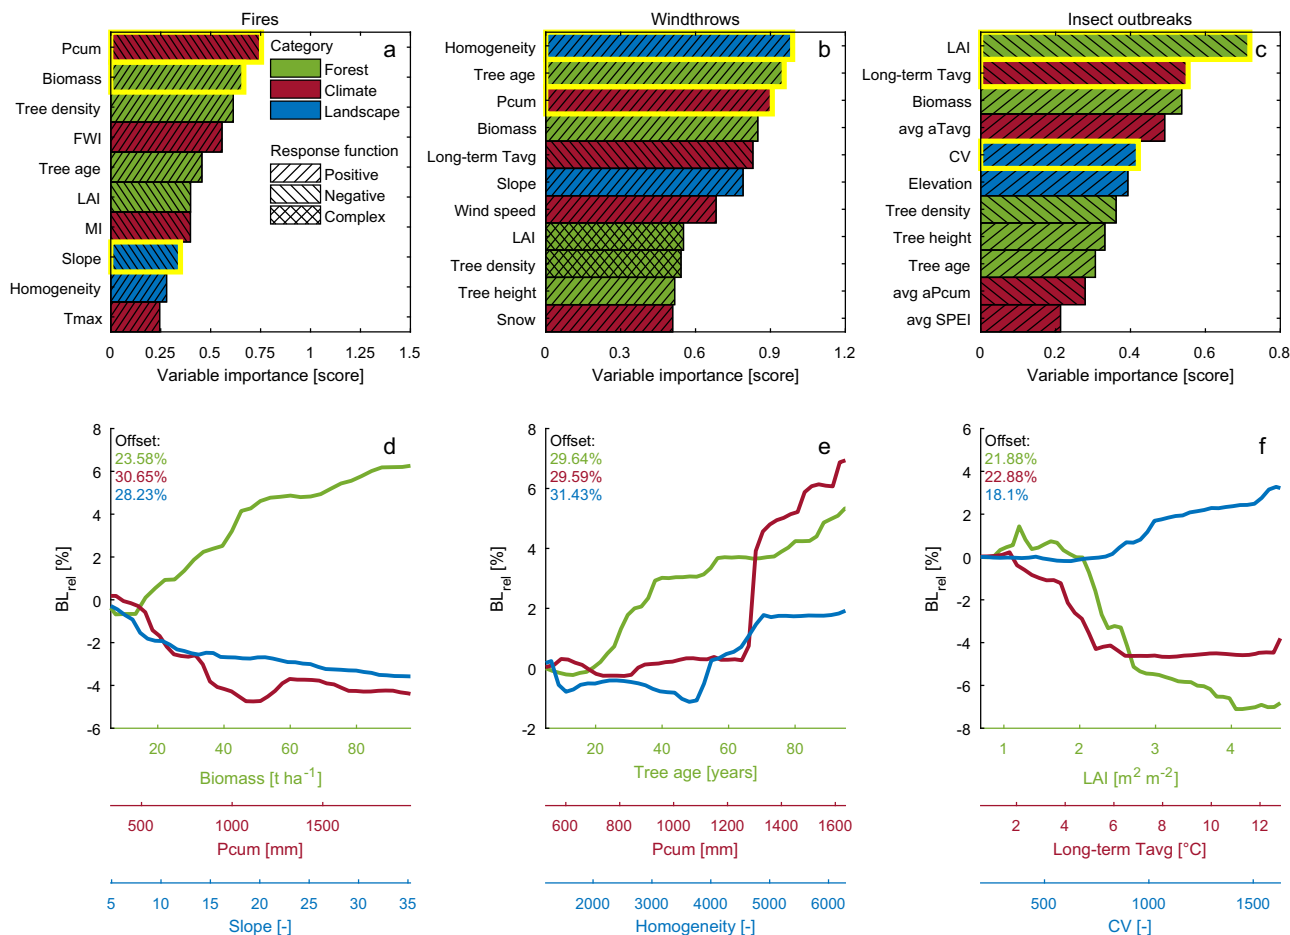 Fires
Pcum
Biomass
Tree density
FWI
Tree age
LAI
MI
Slope
Homogeneity
Tmax
a
Category
Forest
Climate
Landscape
Response function
Positive
Negative
Complex
0 0.25 0.5 0.75 1 1.25 1.5
Variable importance [score]
Windthrows
Homogeneity
Tree age
Pcum
Biomass
Long-term Tavg
Slope
Wind speed
LAI
Tree density
Tree height
Snow
b
0 0.3 0.6 0.9 1.2
Variable importance [score]
Insect outbreaks
LAI
Long-term Tavg
Biomass
avg aTavg
CV
Elevation
Tree density
Tree height
Tree age
avg aPcum
avg SPEI
c
0 0.2 0.4 0.6 0.8
Variable importance [score]
8
6
4
2
0
-2
-4
-6
BLrel [%]
Offset:
23.58%
30.65%
28.23%
d
20 40 60 80
Biomass [t ha⁻¹]
500 1000 1500
Pcum [mm]
5 10 15 20 25 30 35
Slope [-]
8
6
4
2
0
-2
BLrel [%]
Offset:
29.64%
29.59%
31.43%
e
20 40 60 80
Tree age [years]
600 800 1000 1200 1400 1600
Pcum [mm]
2000 3000 4000 5000 6000
Homogeneity [-]
6
4
2
0
-2
-4
-6
-8
BLrel [%]
Offset:
21.88%
22.88%
18.1%
f
1 2 3 4
LAI [m² m⁻²]
2 4 6 8 10 12
Long-term Tavg [°C]
500 1000 1500
CV [-]